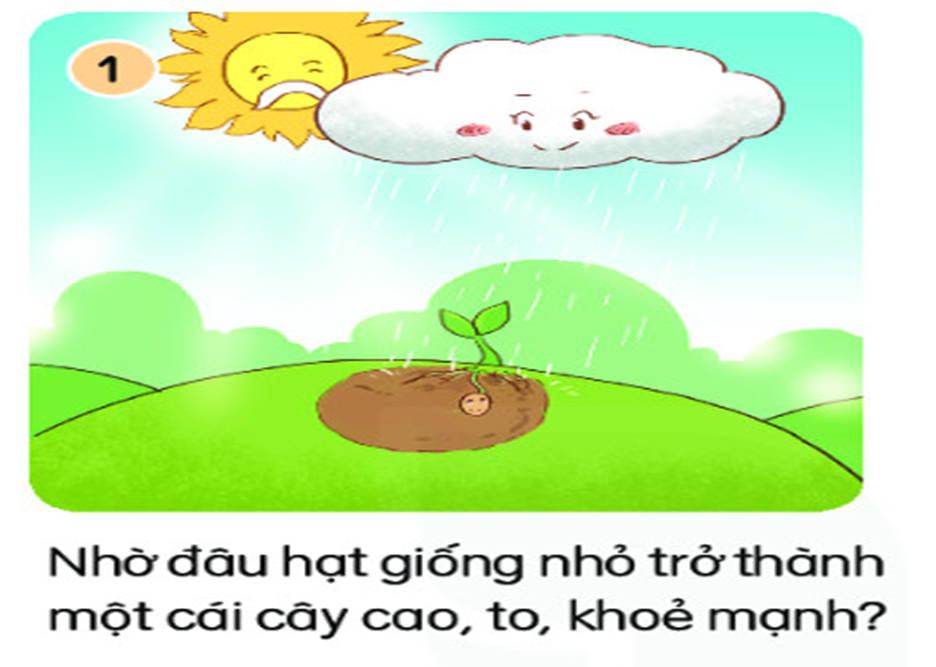 1
Nhờ đâu hạt giống nhỏ trở thành
một cái cây cao, to, khoẻ mạnh?